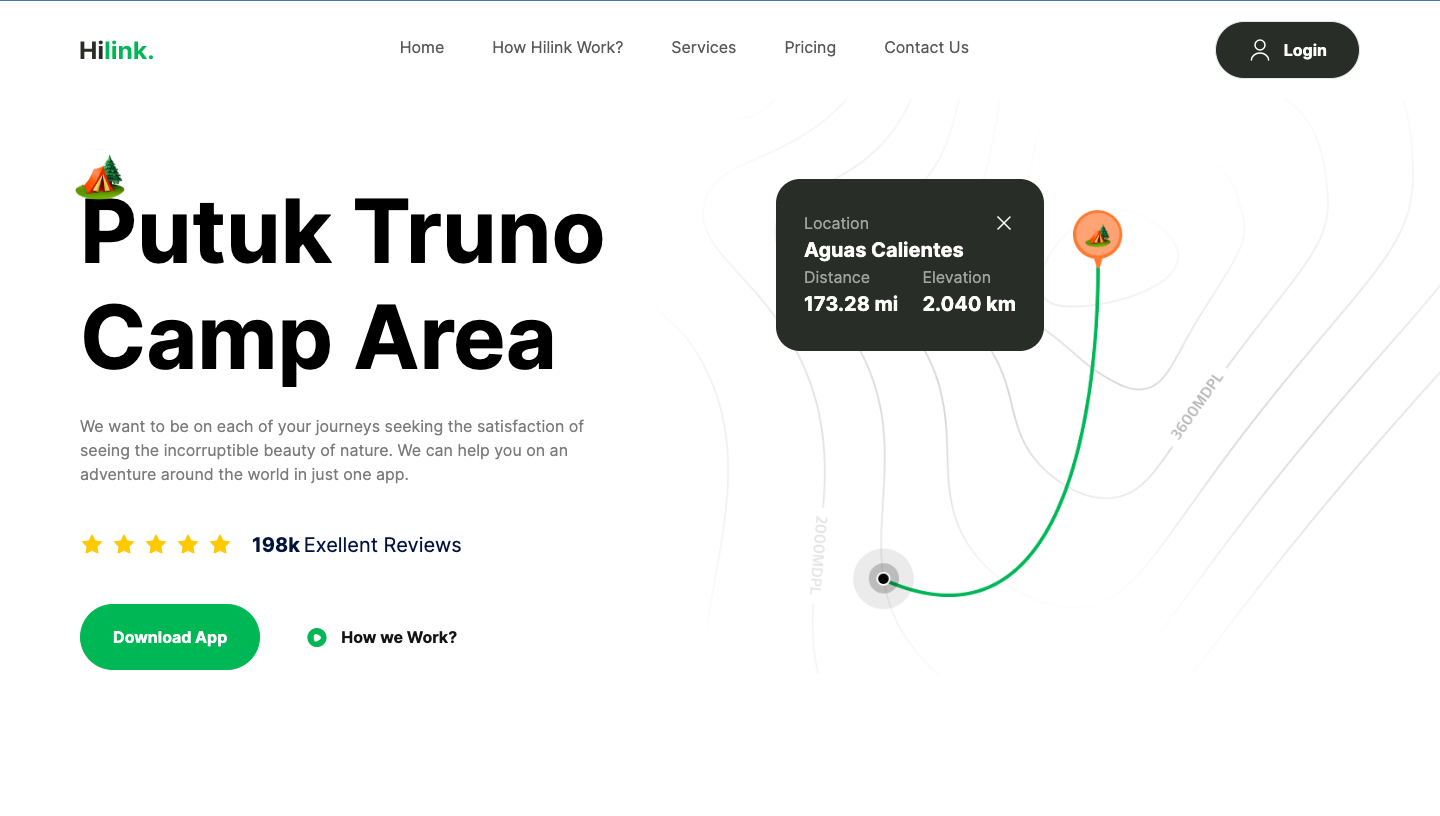 Hilink.
Home
How Hilink Work?
Services
Pricing
Contact Us
Login
Putuk Truno
Camp Area
We want to be on each of your journeys seeking the satisfaction of
seeing the incorruptible beauty of nature. We can help you on an
adventure around the world in just one app.
198k Exellent Reviews
Download App
How we Work?
Location
Aguas Calientes
Distance
Elevation
173.28 mi
2.040 km
3600MDPL
2000MDPL